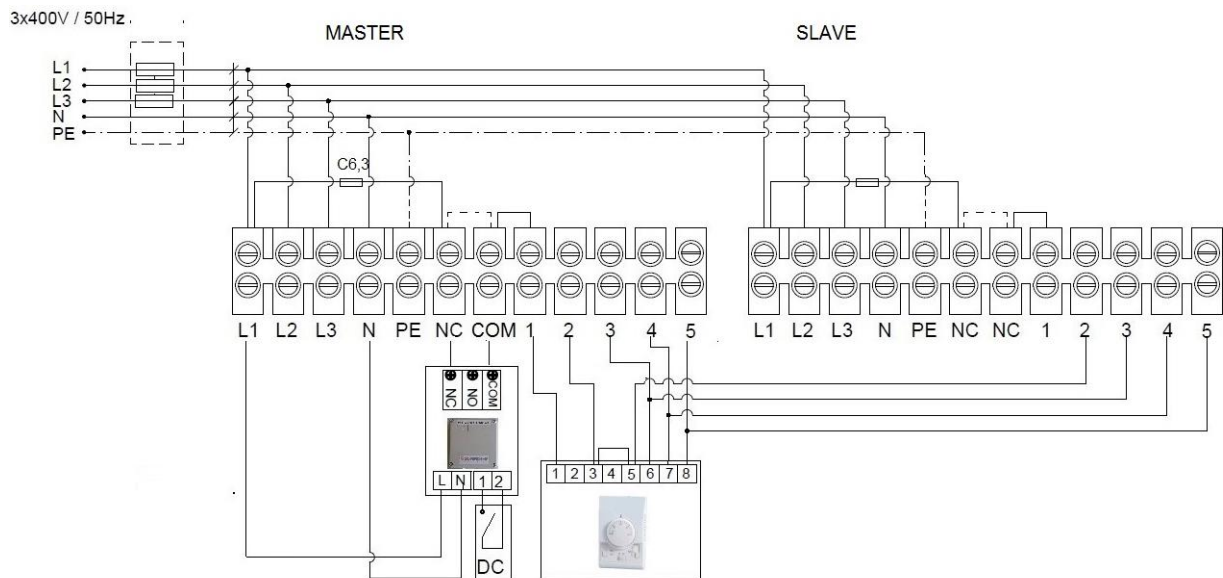 3x400V / 50Hz
MASTER SLAVE
L1
L2
L3
N
PE
C6,3
L1 L2 L3 N PE NC COM 1 2 3 4 5
L1 L2 L3 N PE NC NC 1 2 3 4 5
NC NO COM
L N 1 2
DC
1 2 3 4 5 6 7 8